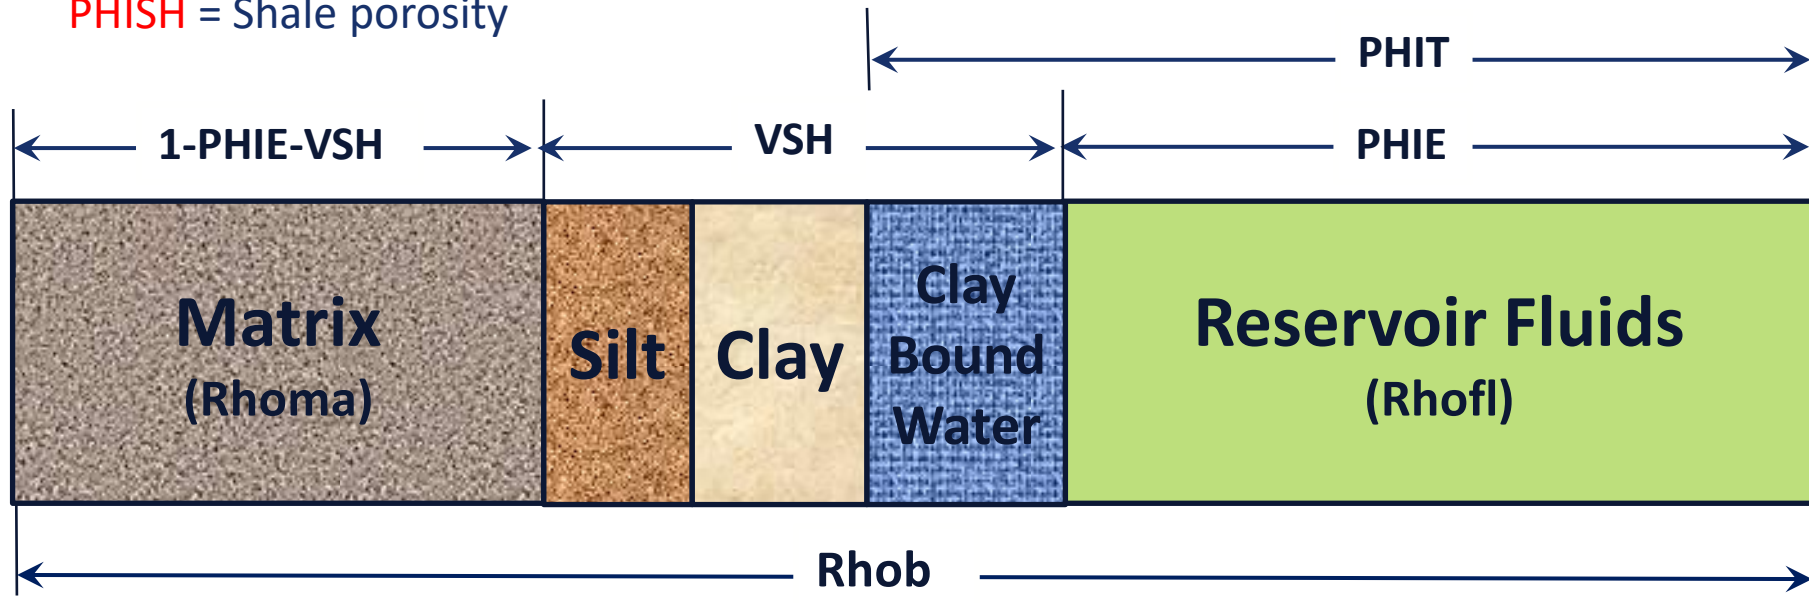 PHISH = Shale porosity
PHIT
1-PHIE-VSH
VSH
PHIE
Matrix
(Rhoma)
Silt
Clay
Clay
Bound
Water
Reservoir Fluids
(Rhofl)
Rhob